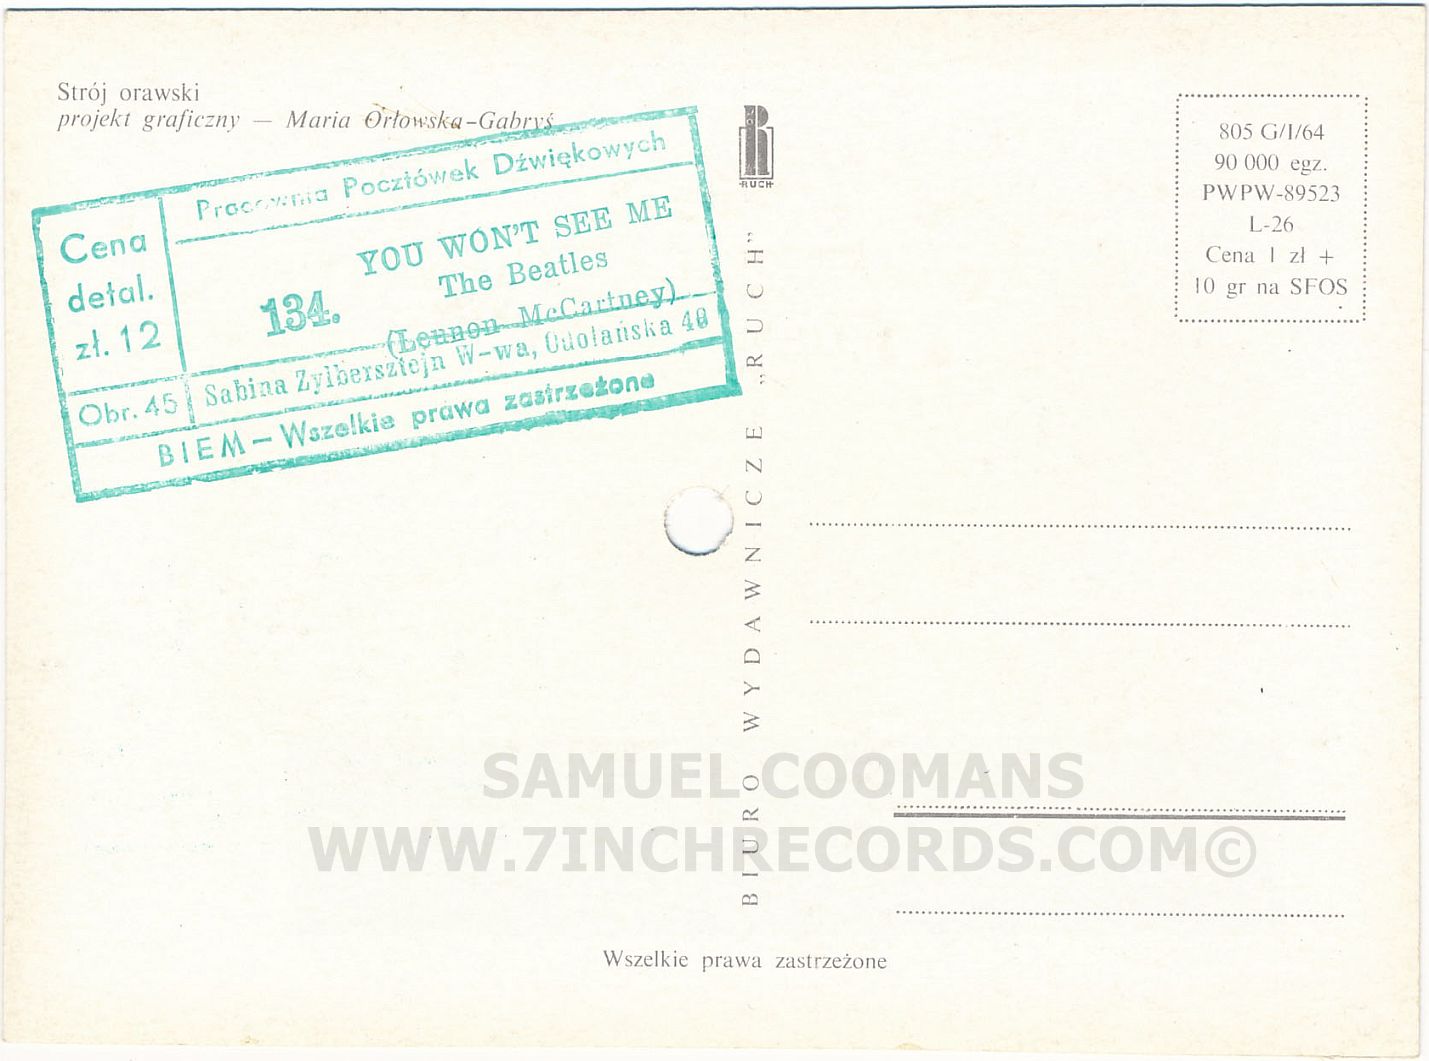 Strój orawski
projekt graficzny — Maria Orłowska-Gabryś
Pracownia Pocztówek Dźwiękowych
Cena
detal.
zł. 12
134.
YOU WON'T SEE ME
The Beatles
(Lennon McCartney)
Obr. 45
Sabina Zylbersztejn W-wa, Odolańska
BIEM — Wszelkie prawa zastrzeżone
RUCH
BIURO WYDAWNICZE „RUCH”
805 G/I/64
90 000 egz.
PWPW-89523
L-26
Cena 1 zł +
10 gr na SFOS
SAMUEL COOMANS
WWW.7INCHRECORDS.COM©
Wszelkie prawa zastrzeżone